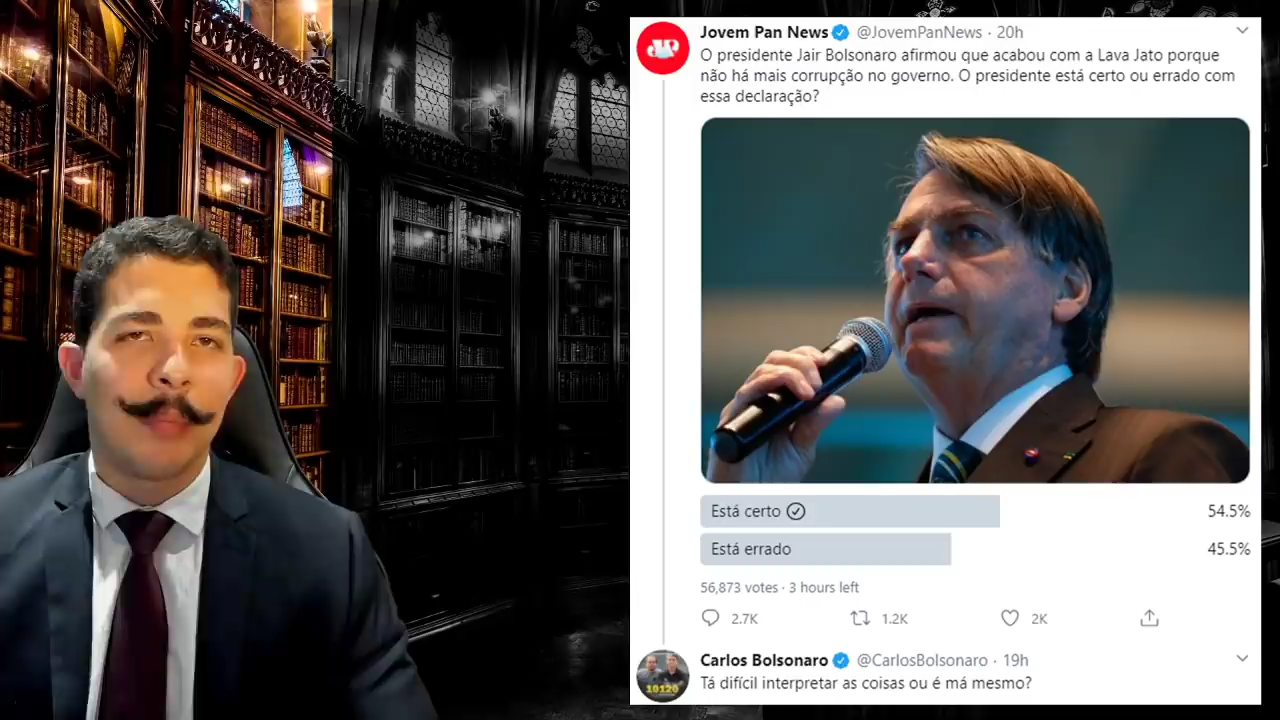 Jovem Pan News @JovemPanNews · 20h
O presidente Jair Bolsonaro afirmou que acabou com a Lava Jato porque
não há mais corrupção no governo. O presidente está certo ou errado com
essa declaração?
Está certo 54.5%
Está errado 45.5%
56,873 votes · 3 hours left
2.7K 1.2K 2K
Carlos Bolsonaro @CarlosBolsonaro · 19h
Tá difícil interpretar as coisas ou é má mesmo?
JP
10120